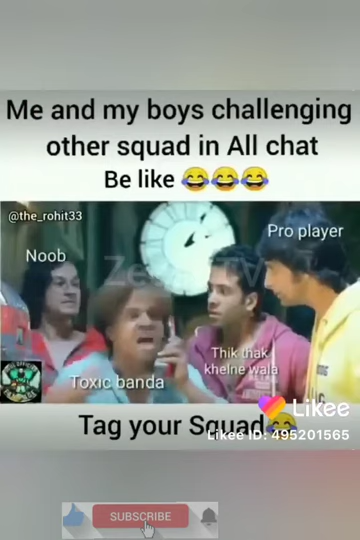 Me and my boys challenging
other squad in All chat
Be like 😂😂😂
@the_rohit33
Pro player
Noob
Thik thak
khelne wala
Toxic banda
Likee
Tag your Squad😂
Likee ID: 495201565
SUBSCRIBE